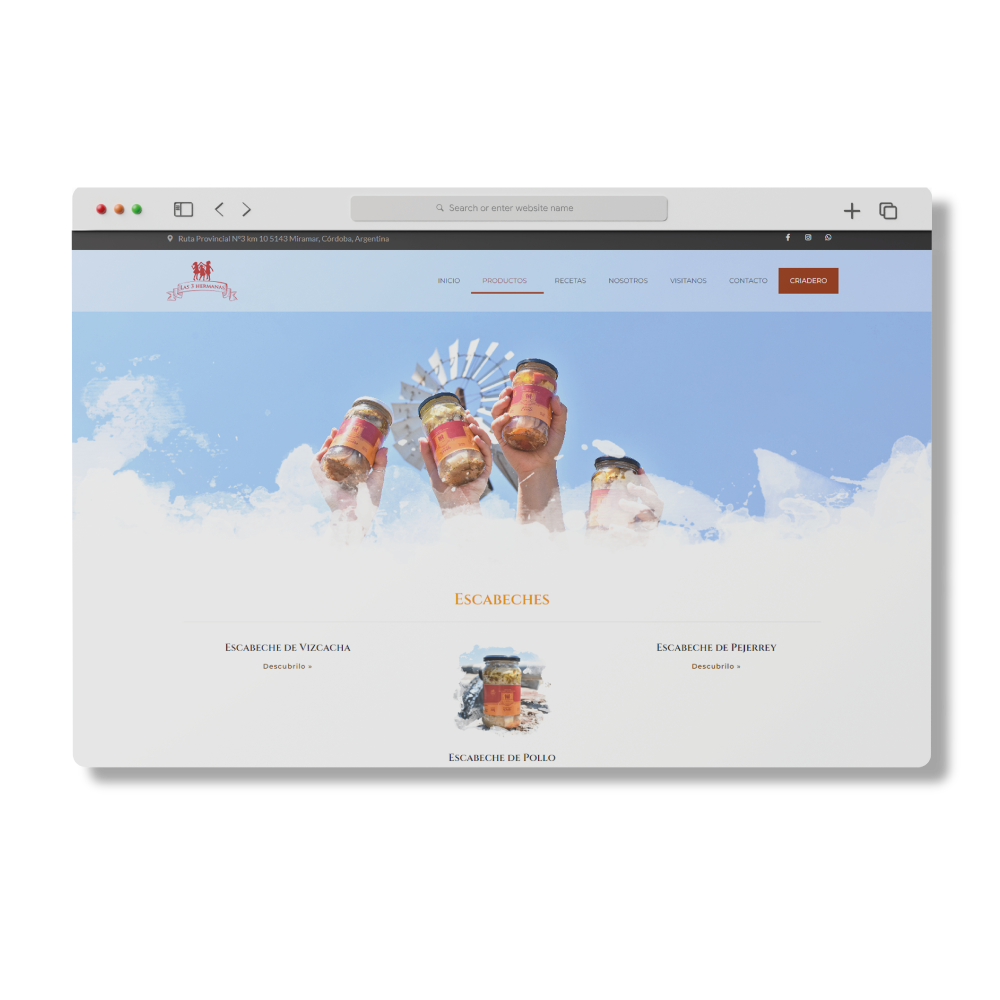 Search or enter website name
Ruta Provincial N°3 km 10 5143 Miramar, Córdoba, Argentina
LAS 3 HERMANAS
INICIO PRODUCTOS RECETAS NOSOTROS VISITANOS CONTACTO CRIADERO
Escabeches
Escabeche de Vizcacha
Descubrilo »
Escabeche de Pollo
Escabeche de Pejerrey
Descubrilo »